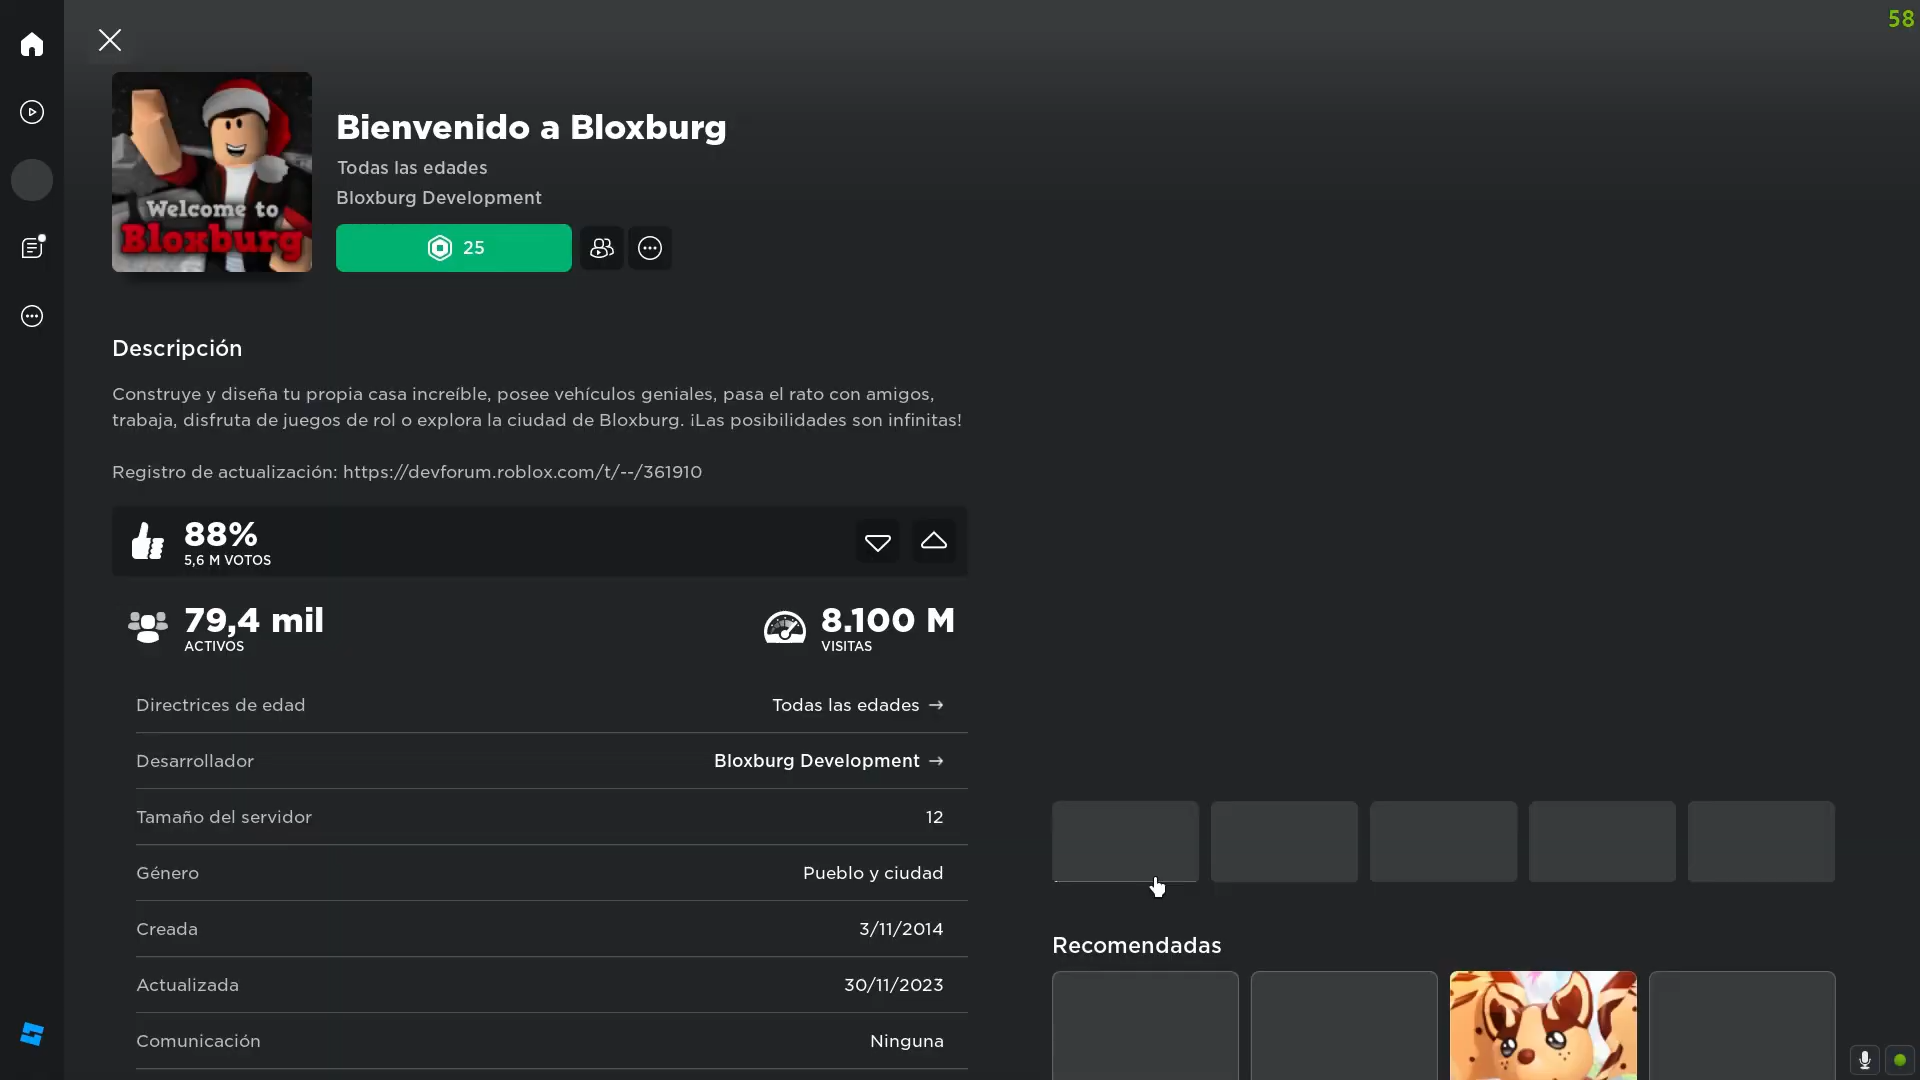 58
Bienvenido a Bloxburg
Todas las edades
Bloxburg Development
Welcome to
Bloxburg
25
Descripción
Construye y diseña tu propia casa increíble, posee vehículos geniales, pasa el rato con amigos,
trabaja, disfruta de juegos de rol o explora la ciudad de Bloxburg. ¡Las posibilidades son infinitas!
Registro de actualización: https://devforum.roblox.com/t/--/361910
88%
5,6 M VOTOS
79,4 mil
ACTIVOS
8.100 M
VISITAS
Directrices de edad Todas las edades →
Desarrollador Bloxburg Development →
Tamaño del servidor 12
Género Pueblo y ciudad
Creada 3/11/2014
Actualizada 30/11/2023
Comunicación Ninguna
Recomendadas